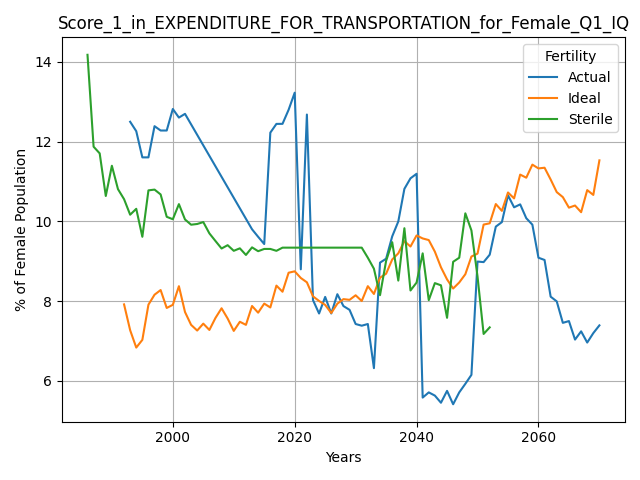 Score_1_in_EXPENDITURE_FOR_TRANSPORTATION_for_Female_Q1_IQ
Fertility
Actual
Ideal
Sterile
% of Female Population
14
12
10
8
6
2000 2020 2040 2060
Years